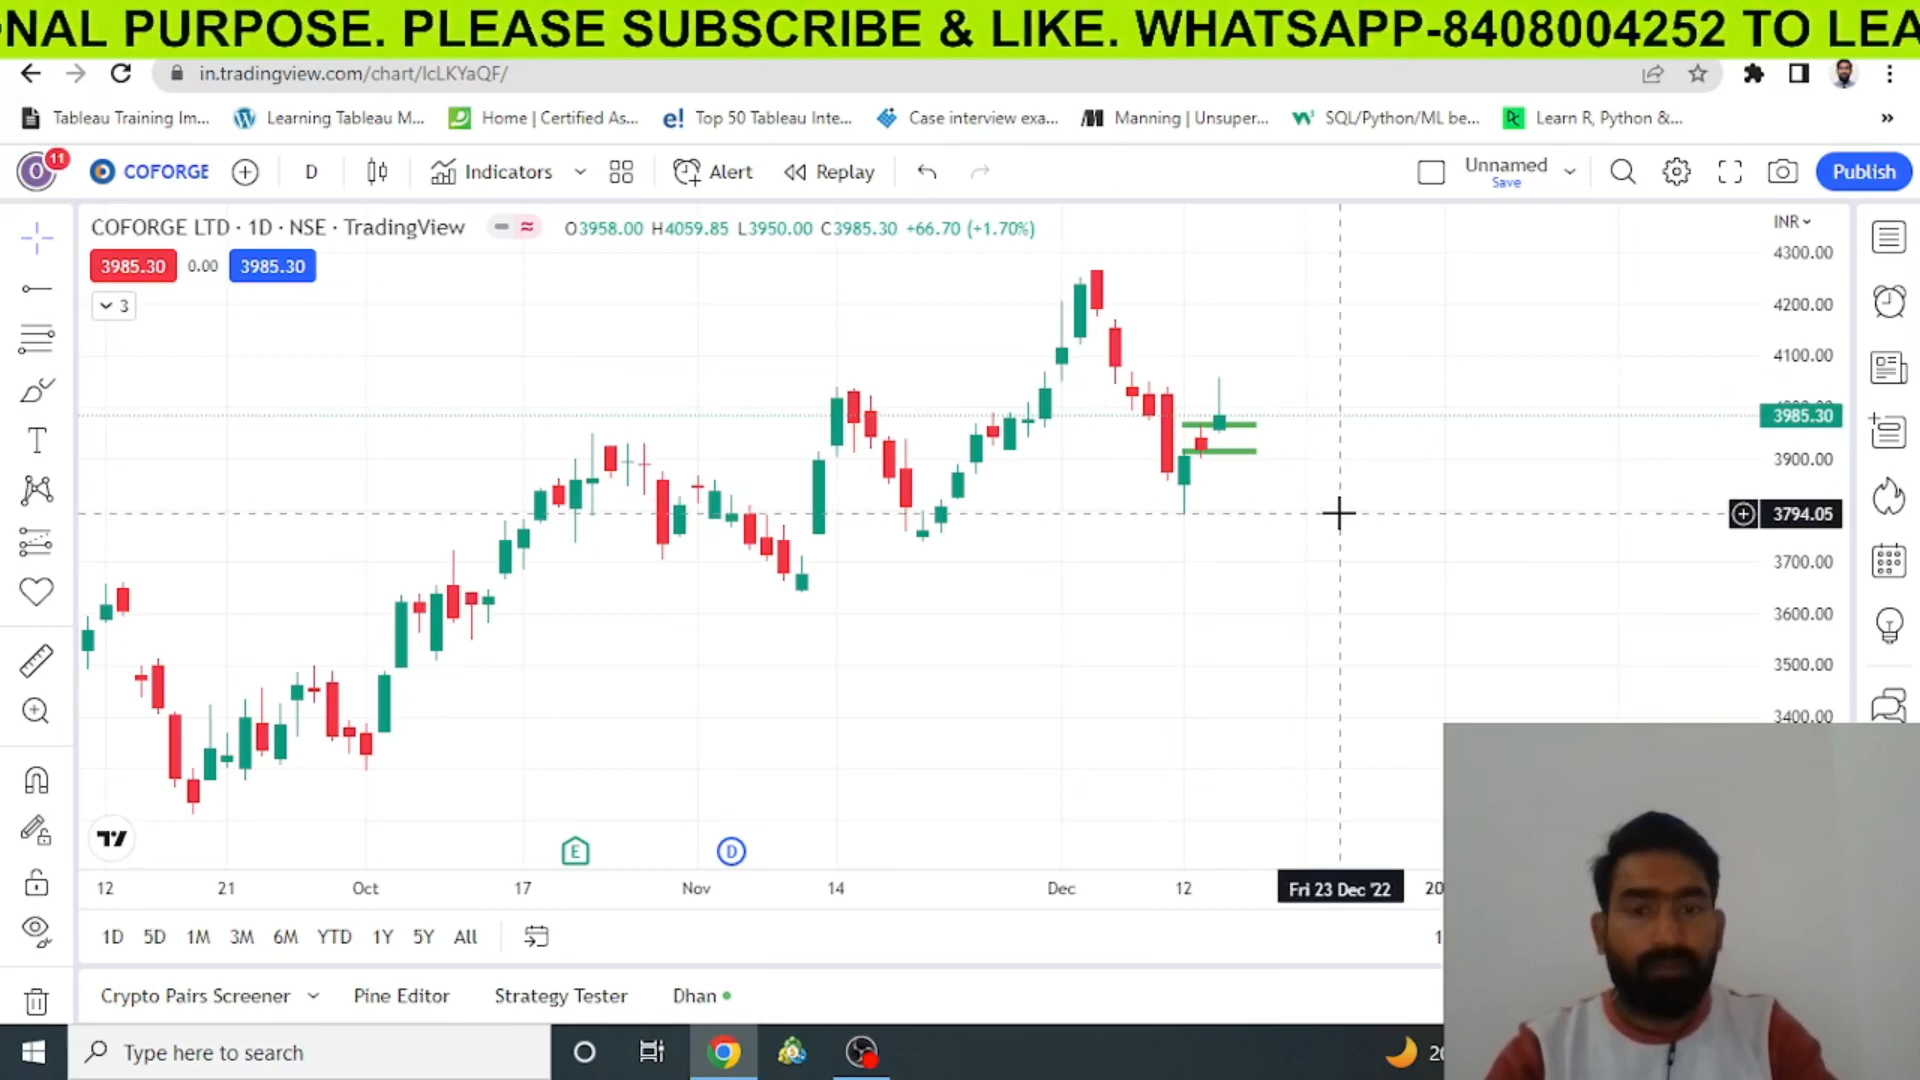 ONAL PURPOSE. PLEASE SUBSCRIBE & LIKE. WHATSAPP-8408004252 TO LEA
in.tradingview.com/chart/IcLKYaQF/
Tableau Training Im... Learning Tableau M... Home | Certified As... e! Top 50 Tableau Inte... Case interview exa... Manning | Unsuper... SQL/Python/ML be... Learn R, Python &... »
O 11 COFORGE D Indicators Alert Replay Unnamed Save Publish
COFORGE LTD · 1D · NSE · TradingView O3958.00 H4059.85 L3950.00 C3985.30 +66.70 (+1.70%) INR
3985.30 0.00 3985.30
3
4300.00
4200.00
4100.00
3985.30
3900.00
3794.05
3700.00
3600.00
3500.00
3400.00
E D
12 21 Oct 17 Nov 14 Dec 12 Fri 23 Dec '22 20
1D 5D 1M 3M 6M YTD 1Y 5Y All 1
Crypto Pairs Screener Pine Editor Strategy Tester Dhan
Type here to search